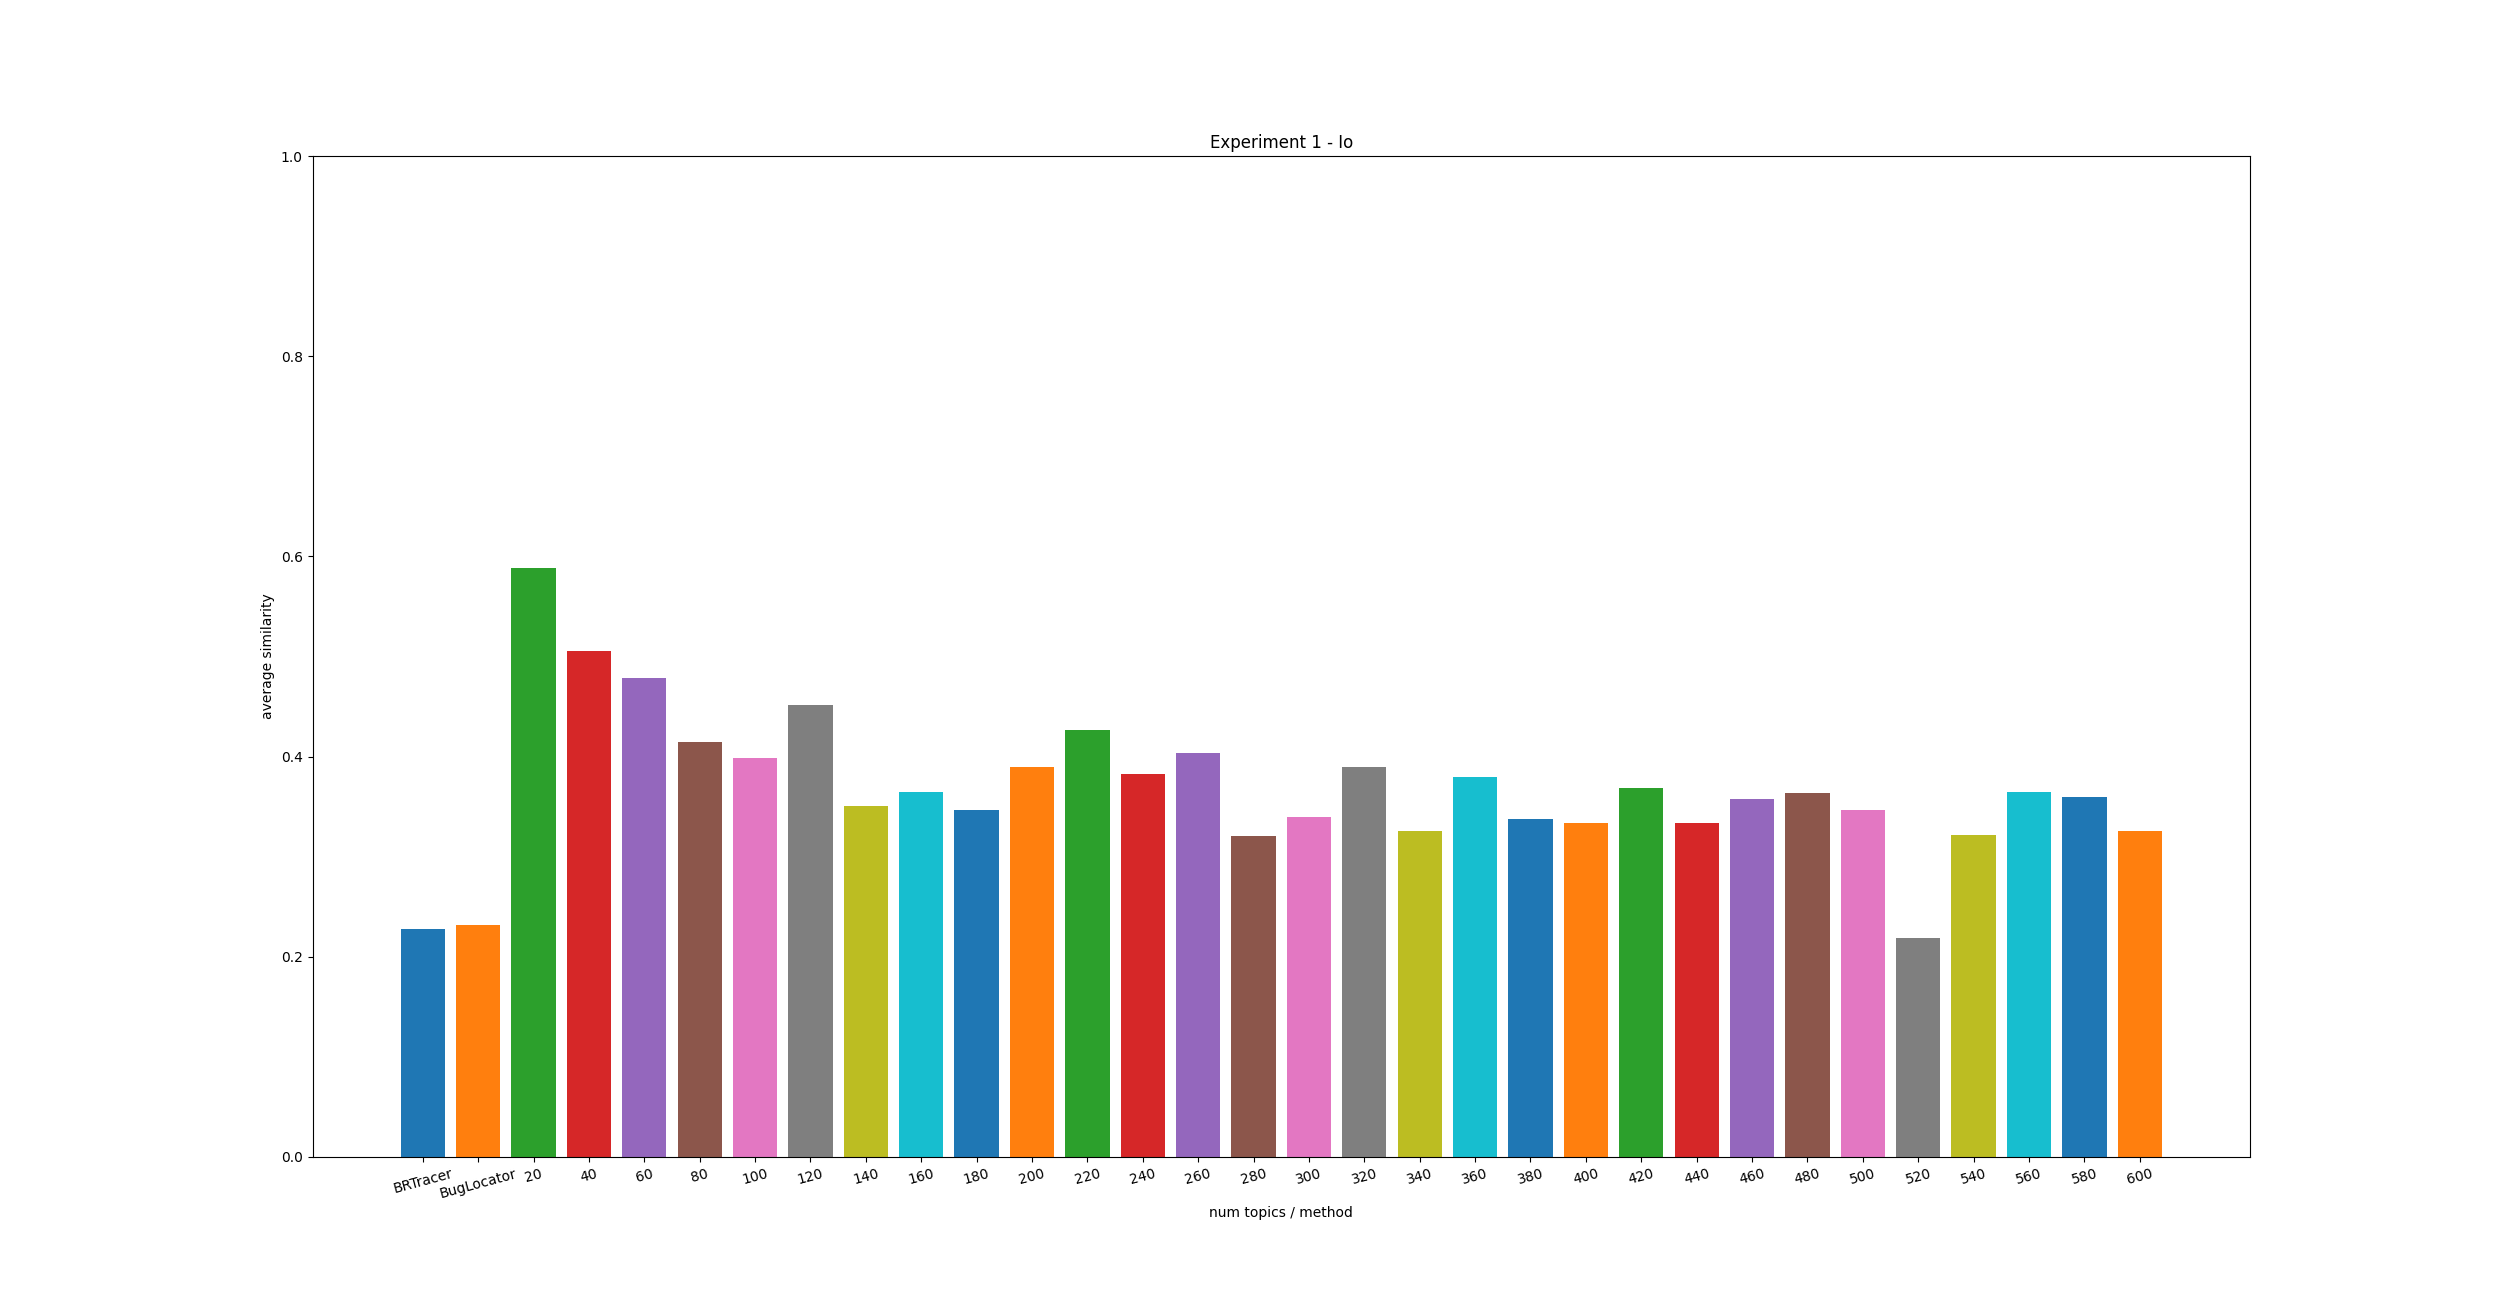 Experiment 1 - Io
1.0
0.8
0.6
0.4
0.2
0.0
average similarity
BRTracer BugLocator 20 40 60 80 100 120 140 160 180 200 220 240 260 280 300 320 340 360 380 400 420 440 460 480 500 520 540 560 580 600
num topics / method